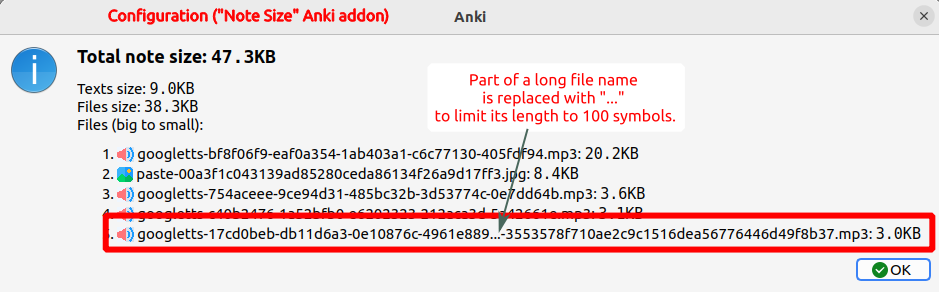 Configuration ("Note Size" Anki addon)
Anki
Total note size: 47.3KB
Texts size: 9.0KB
Files size: 38.3KB
Files (big to small):
Part of a long file name
is replaced with "..."
to limit its length to 100 symbols.
1. googletts-bf8f06f9-eaf0a354-1ab403a1-c6c77130-405fdf94.mp3: 20.2KB
2. paste-00a3f1c043139ad85280ceda86134f26a9d17ff3.jpg: 8.4KB
3. googletts-754aceee-9ce94d31-485bc32b-3d53774c-0e7dd64b.mp3: 3.6KB
4. 3.1KB
googletts-17cd0beb-db11d6a3-0e10876c-4961e889...-3553578f710ae2c9c1516dea56776446d49f8b37.mp3: 3.0KB
OK